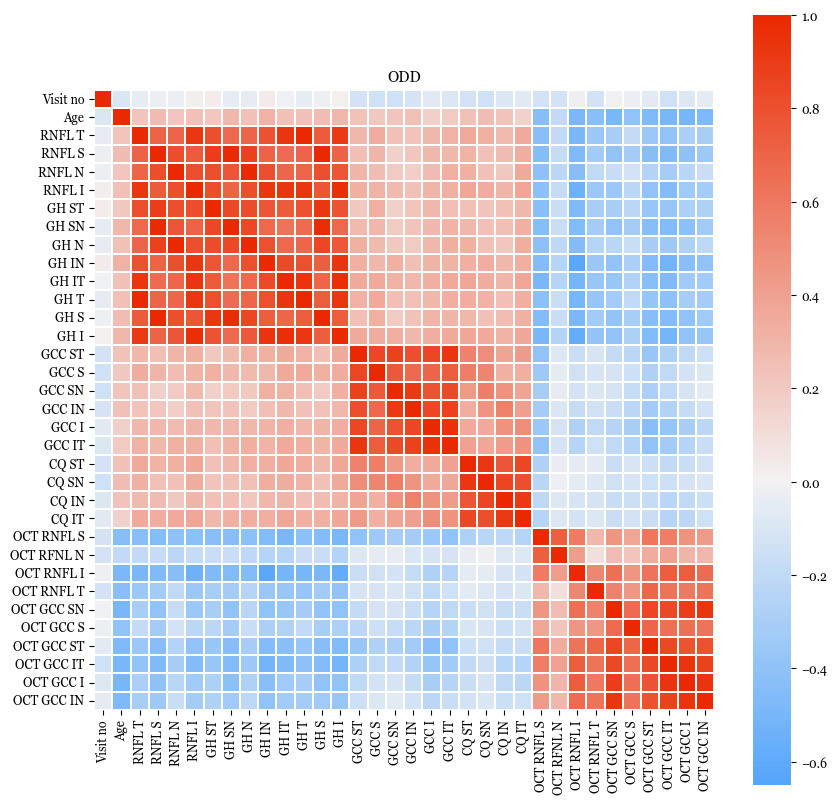 ODD
Visit no
Age
RNFL T
RNFL S
RNFL N
RNFL I
GH ST
GH SN
GH N
GH IN
GH IT
GH T
GH S
GH I
GCC ST
GCC S
GCC SN
GCC IN
GCC I
GCC IT
CQ ST
CQ SN
CQ IN
CQ IT
OCT RNFL S
OCT RFNL N
OCT RNFL I
OCT RNFL T
OCT GCC SN
OCT GCC S
OCT GCC ST
OCT GCC IT
OCT GCC I
OCT GCC IN
Visit no
Age
RNFL T
RNFL S
RNFL N
RNFL I
GH ST
GH SN
GH N
GH IN
GH IT
GH T
GH S
GH I
GCC ST
GCC S
GCC SN
GCC IN
GCC I
GCC IT
CQ ST
CQ SN
CQ IN
CQ IT
OCT RNFL S
OCT RFNL N
OCT RNFL I
OCT RNFL T
OCT GCC SN
OCT GCC S
OCT GCC ST
OCT GCC IT
OCT GCC I
OCT GCC IN
1.0
0.8
0.6
0.4
0.2
0.0
−0.2
−0.4
−0.6